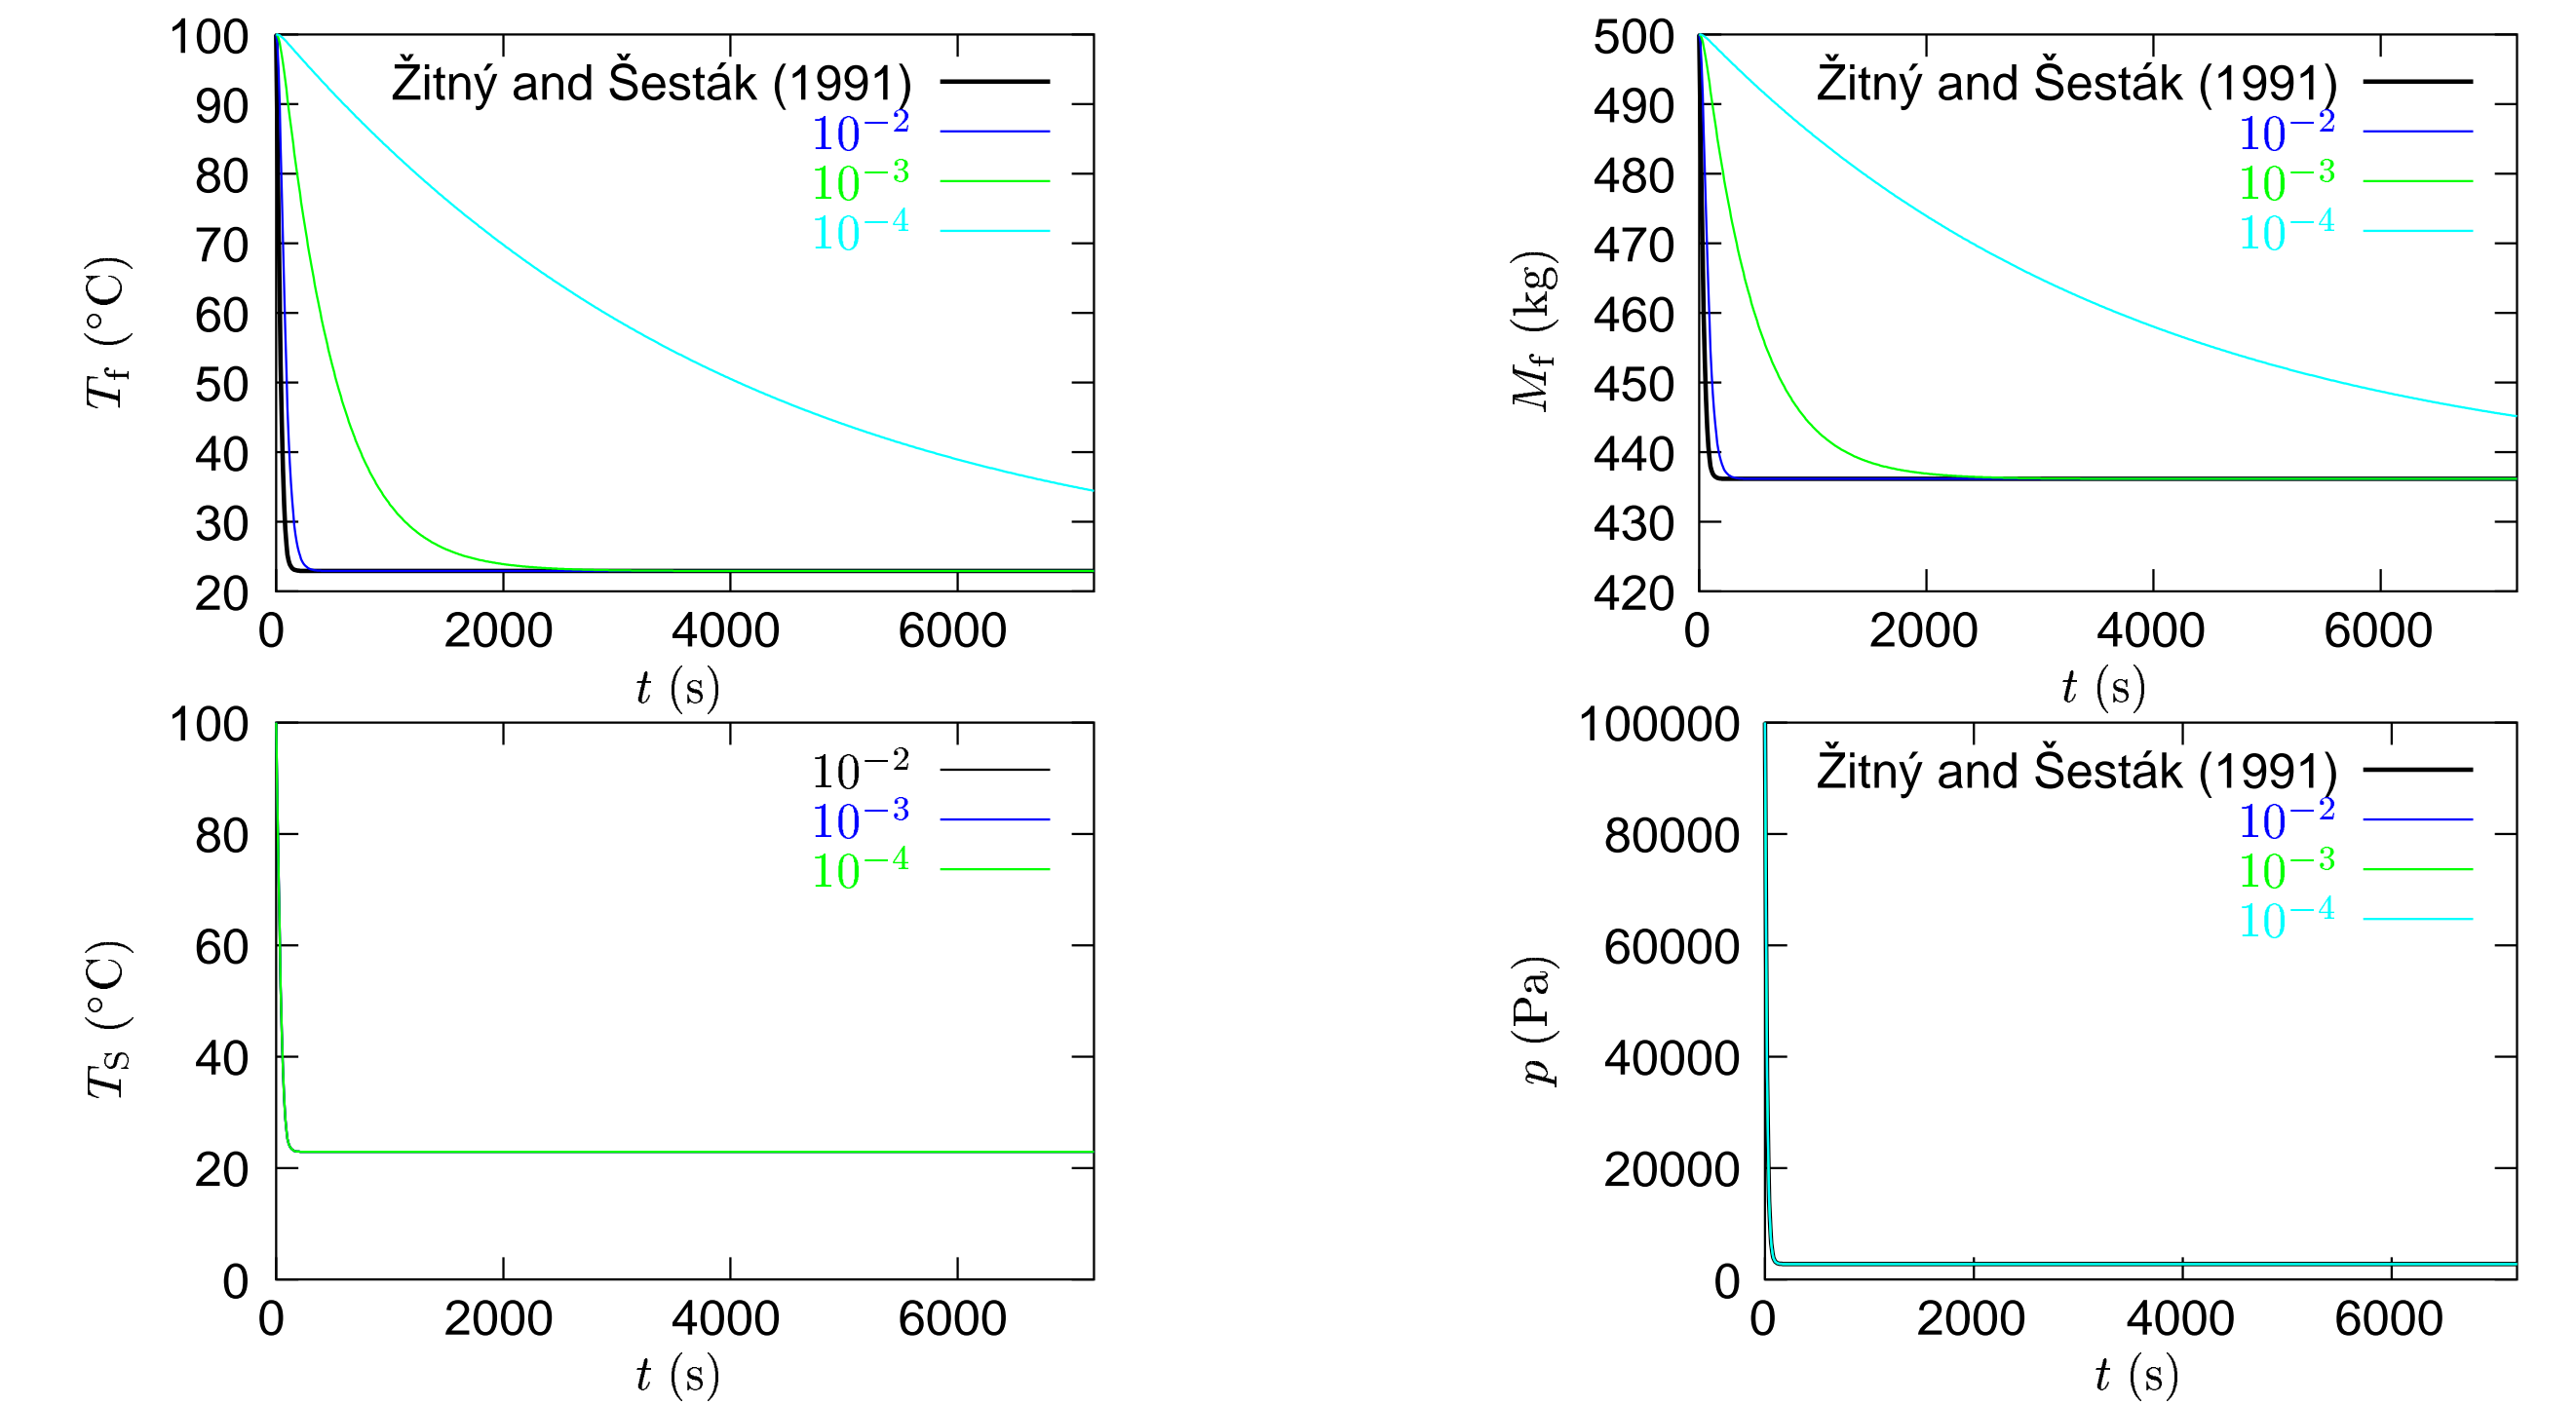 100
90
80
70
60
50
40
30
20
0 2000 4000 6000
T_f (°C)
t (s)
Žitný and Šesták (1991)
10⁻²
10⁻³
10⁻⁴
500
490
480
470
460
450
440
430
420
0 2000 4000 6000
M_f (kg)
t (s)
Žitný and Šesták (1991)
10⁻²
10⁻³
10⁻⁴
100
80
60
40
20
0
0 2000 4000 6000
T_S (°C)
t (s)
10⁻²
10⁻³
10⁻⁴
100000
80000
60000
40000
20000
0
0 2000 4000 6000
p (Pa)
t (s)
Žitný and Šesták (1991)
10⁻²
10⁻³
10⁻⁴